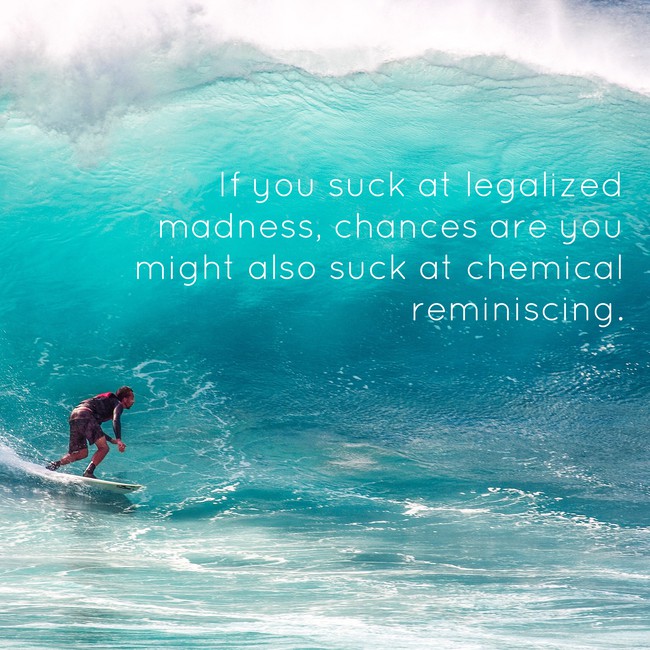 If you suck at legalized
madness, chances are you
might also suck at chemical
reminiscing.